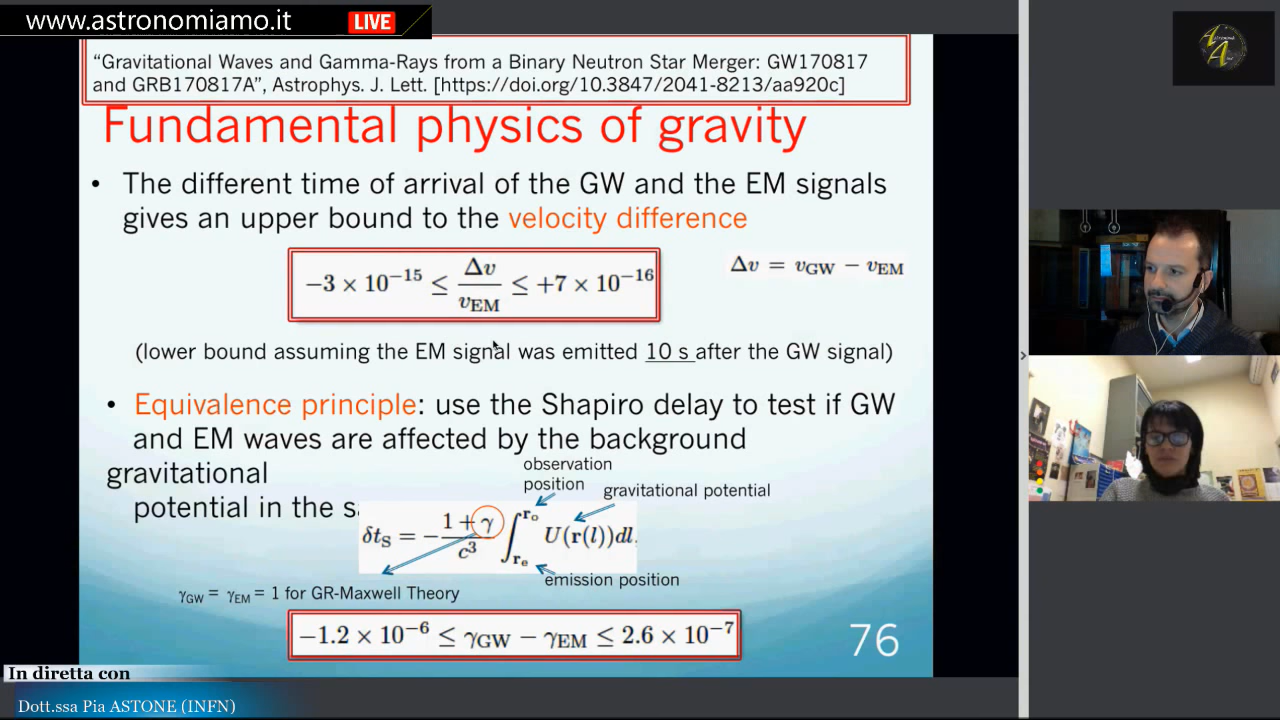 www.astronomiamo.it LIVE
"Gravitational Waves and Gamma-Rays from a Binary Neutron Star Merger: GW170817
and GRB170817A", Astrophys. J. Lett. [https://doi.org/10.3847/2041-8213/aa920c]
Fundamental physics of gravity
• The different time of arrival of the GW and the EM signals
gives an upper bound to the velocity difference
−3 × 10⁻¹⁵ ≤ Δv/v_EM ≤ +7 × 10⁻¹⁶
Δv = v_GW − v_EM
(lower bound assuming the EM signal was emitted 10 s after the GW signal)
• Equivalence principle: use the Shapiro delay to test if GW
and EM waves are affected by the background
gravitational
potential in the s
observation
position
gravitational potential
δt_S = −(1+γ)/c³ ∫_{r_e}^{r_o} U(r(l))dl.
emission position
γ_GW = γ_EM = 1 for GR-Maxwell Theory
−1.2 × 10⁻⁶ ≤ γ_GW − γ_EM ≤ 2.6 × 10⁻⁷
76
In diretta con
Dott.ssa Pia ASTONE (INFN)